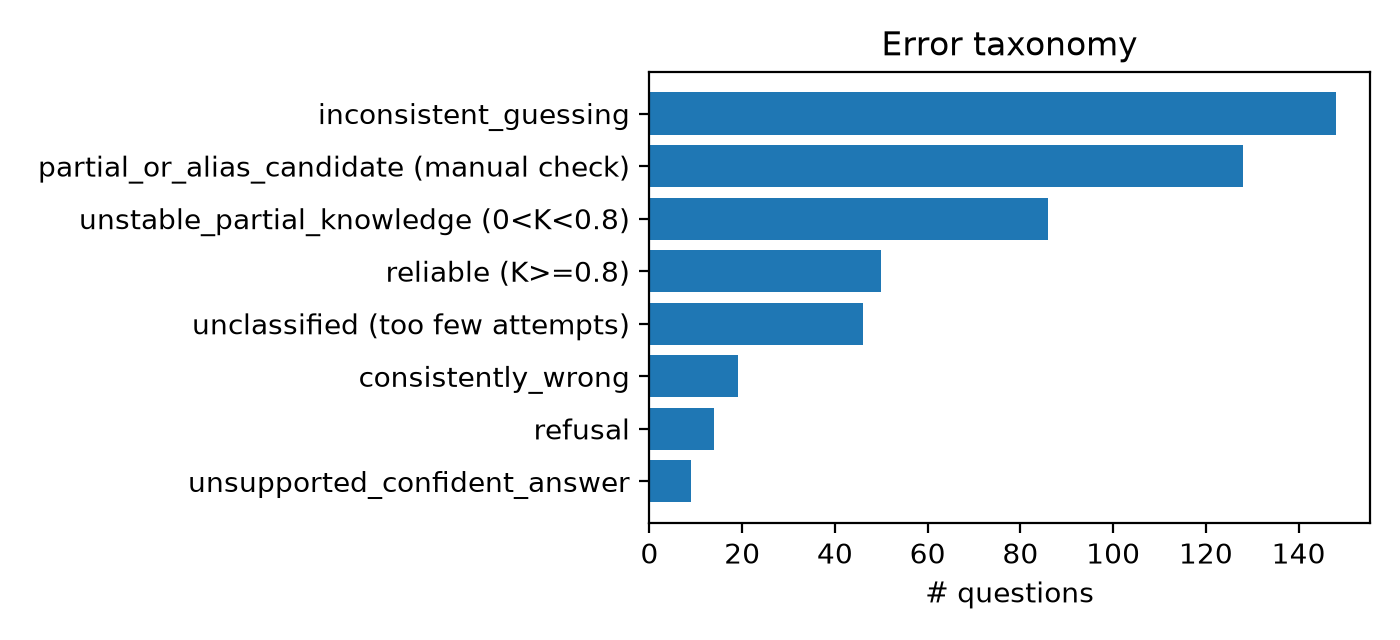 Error taxonomy
inconsistent_guessing
partial_or_alias_candidate (manual check)
unstable_partial_knowledge (0<K<0.8)
reliable (K>=0.8)
unclassified (too few attempts)
consistently_wrong
refusal
unsupported_confident_answer
0 20 40 60 80 100 120 140
# questions